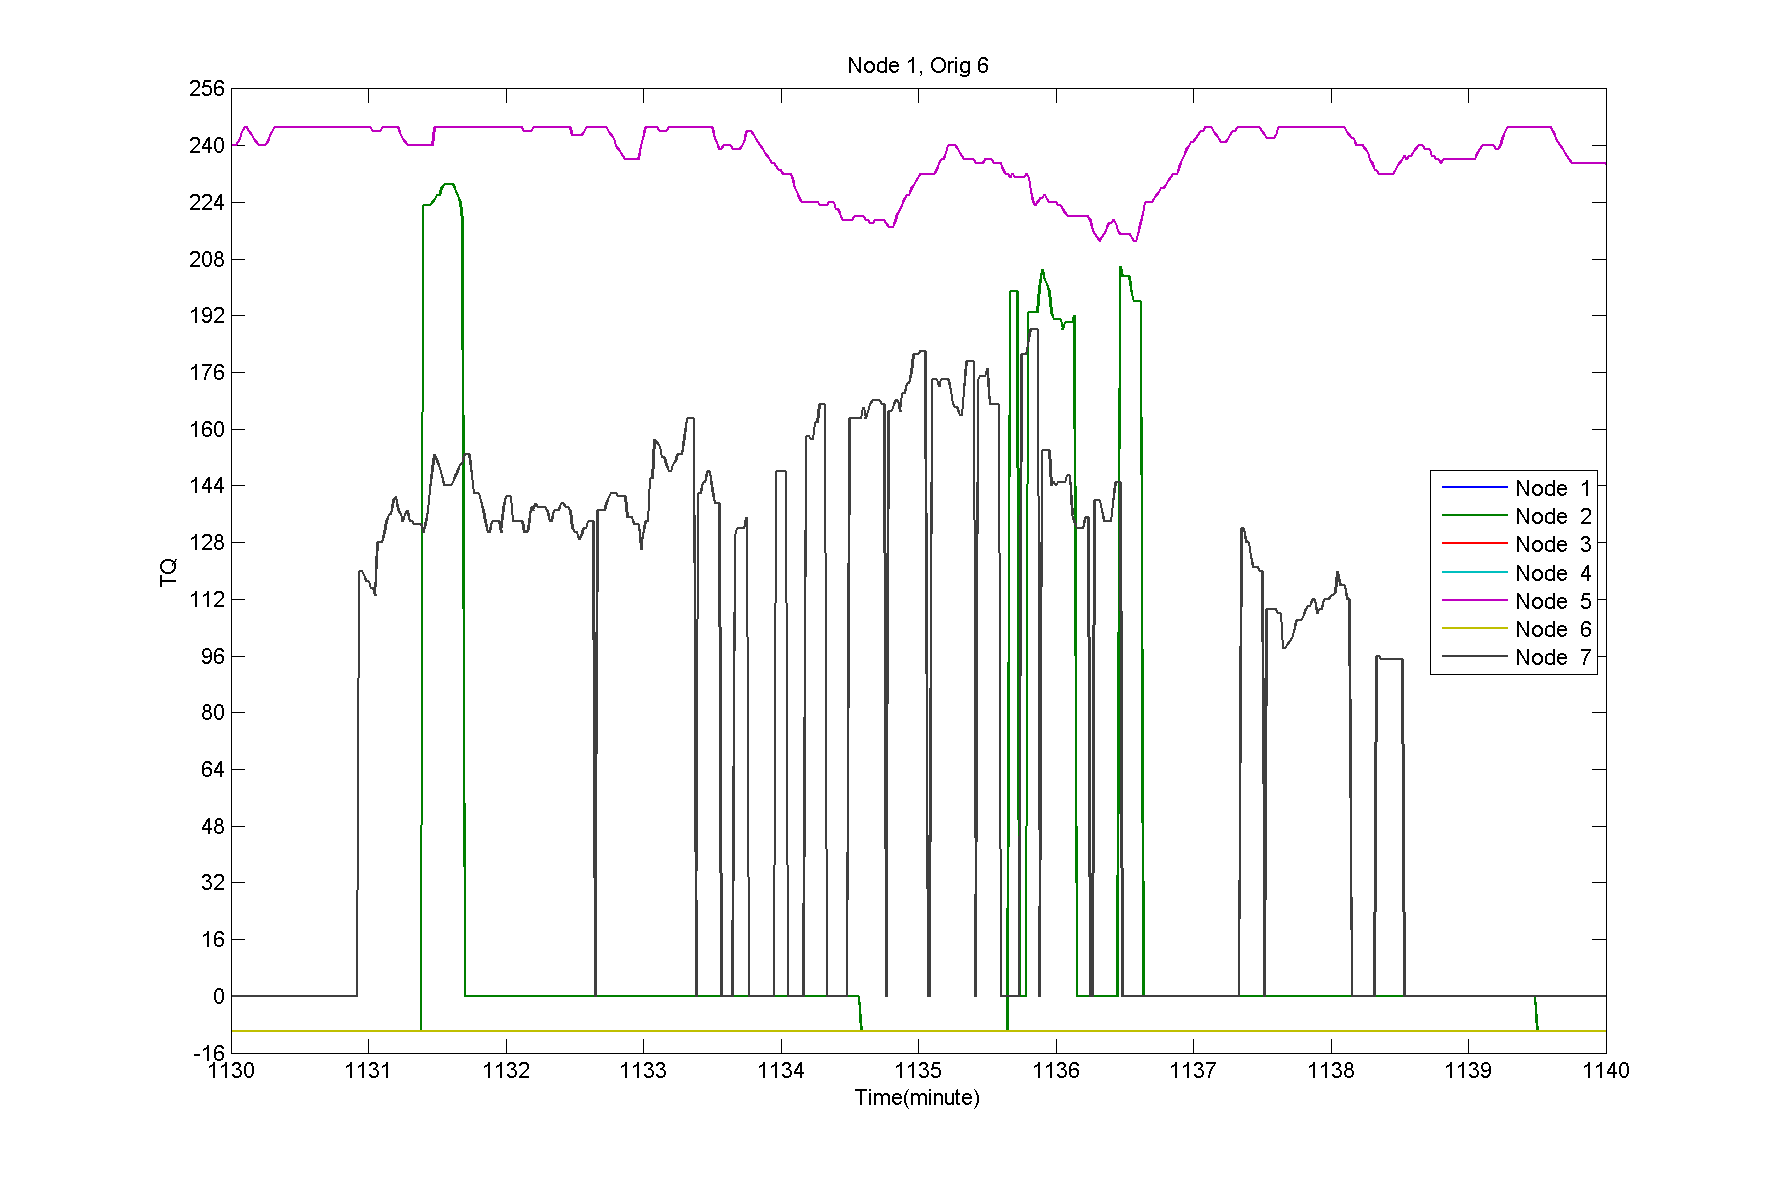 Node 1, Orig 6
256
240
224
208
192
176
160
144
128
112
96
80
64
48
32
16
0
-16
TQ
Node 1
Node 2
Node 3
Node 4
Node 5
Node 6
Node 7
1130 1131 1132 1133 1134 1135 1136 1137 1138 1139 1140
Time(minute)